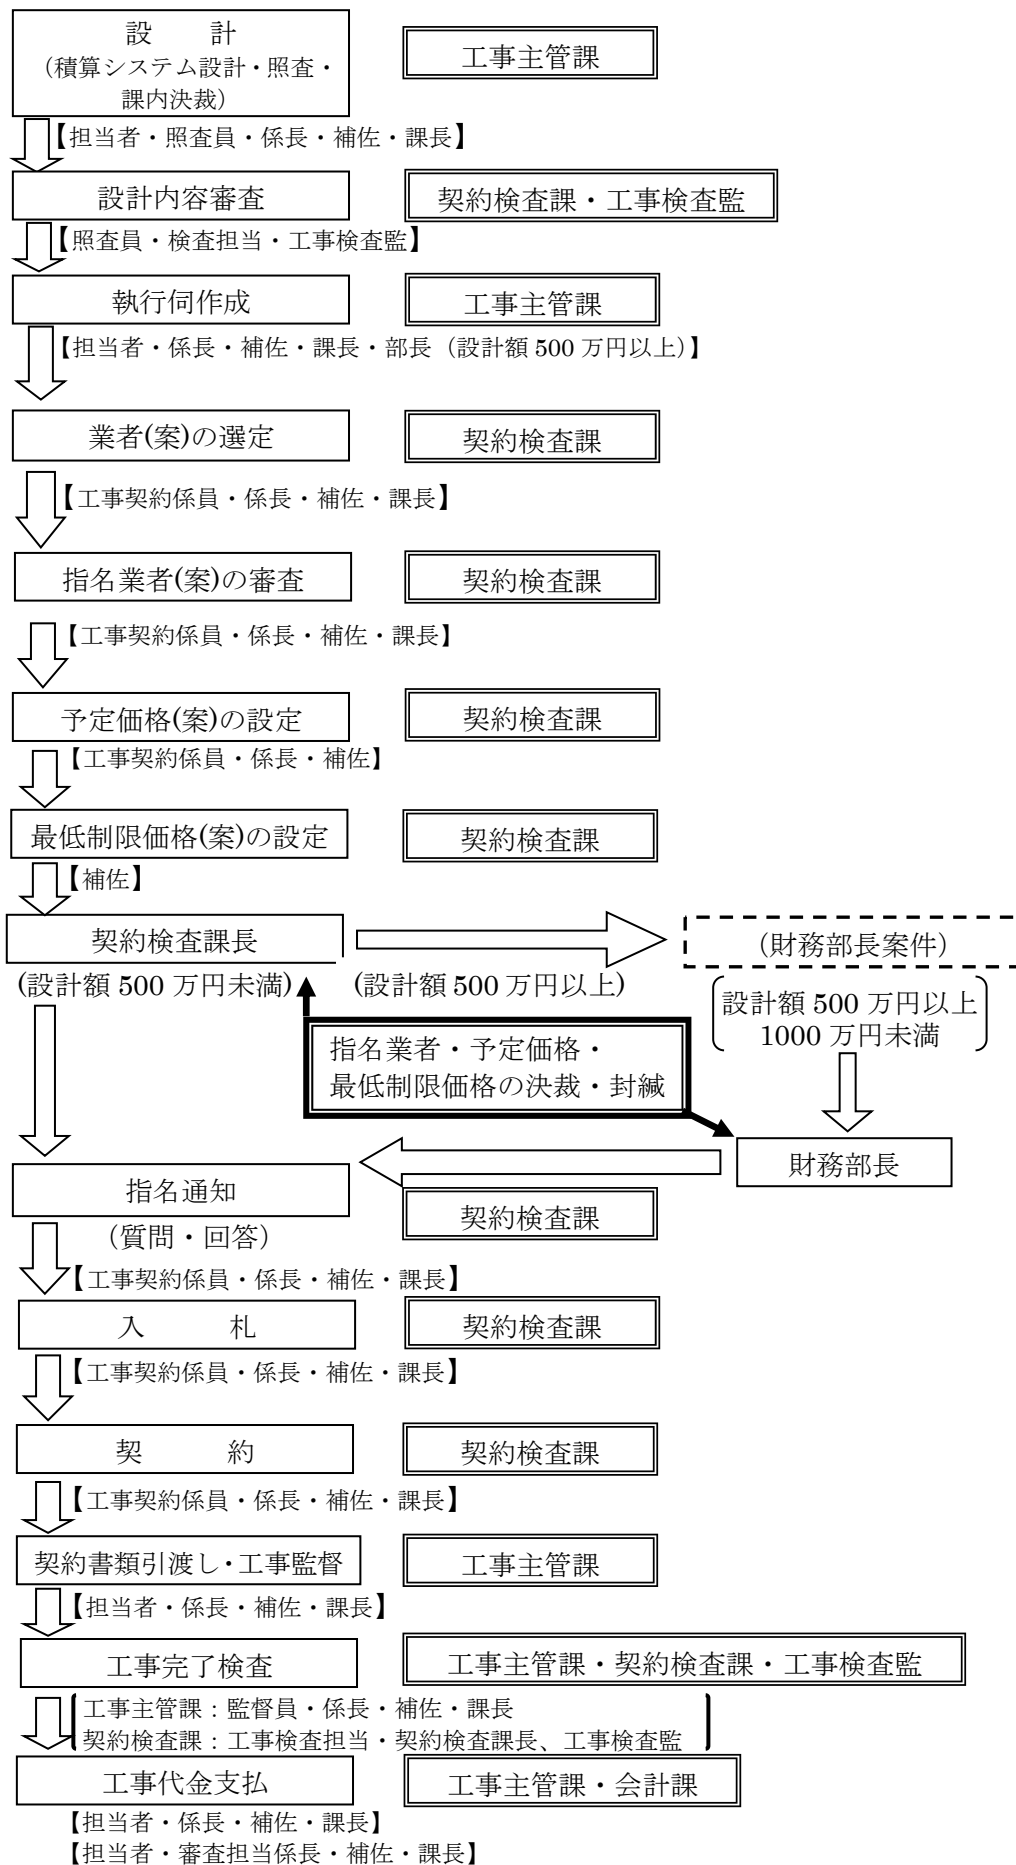 設　　計
（積算システム設計・照査・
課内決裁）
工事主管課
【担当者・照査員・係長・補佐・課長】
設計内容審査
契約検査課・工事検査監
【照査員・検査担当・工事検査監】
執行伺作成
工事主管課
【担当者・係長・補佐・課長・部長（設計額 500 万円以上）】
業者(案)の選定
契約検査課
【工事契約係員・係長・補佐・課長】
指名業者(案)の審査
契約検査課
【工事契約係員・係長・補佐・課長】
予定価格(案)の設定
契約検査課
【工事契約係員・係長・補佐】
最低制限価格(案)の設定
契約検査課
【補佐】
契約検査課長
（財務部長案件）
(設計額 500 万円未満)
(設計額 500 万円以上)
設計額 500 万円以上
1000 万円未満
指名業者・予定価格・
最低制限価格の決裁・封緘
財務部長
指名通知
契約検査課
（質問・回答）
【工事契約係員・係長・補佐・課長】
入　　　札
契約検査課
【工事契約係員・係長・補佐・課長】
契　　　約
契約検査課
【工事契約係員・係長・補佐・課長】
契約書類引渡し・工事監督
工事主管課
【担当者・係長・補佐・課長】
工事完了検査
工事主管課・契約検査課・工事検査監
工事主管課：監督員・係長・補佐・課長
契約検査課：工事検査担当・契約検査課長、工事検査監
工事代金支払
工事主管課・会計課
【担当者・係長・補佐・課長】
【担当者・審査担当係長・補佐・課長】